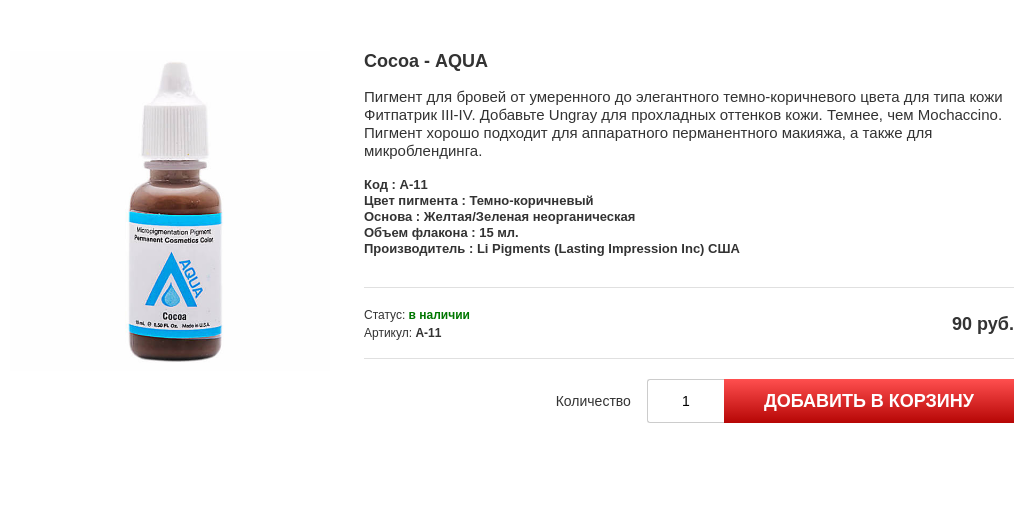 Cocoa - AQUA
Пигмент для бровей от умеренного до элегантного темно-коричневого цвета для типа кожи
Фитпатрик III-IV. Добавьте Ungray для прохладных оттенков кожи. Темнее, чем Mochaccino.
Пигмент хорошо подходит для аппаратного перманентного макияжа, а также для
микроблендинга.
Код : A-11
Цвет пигмента : Темно-коричневый
Основа : Желтая/Зеленая неорганическая
Объем флакона : 15 мл.
Производитель : Li Pigments (Lasting Impression Inc) США
Статус: в наличии
Артикул: A-11
90 руб.
Количество
1
ДОБАВИТЬ В КОРЗИНУ
Micropigmentation Pigment
Permanent Cosmetics Color
AQUA
Cocoa
15 mL. Ø 0.50 Fl. Oz. Made in U.S.A.